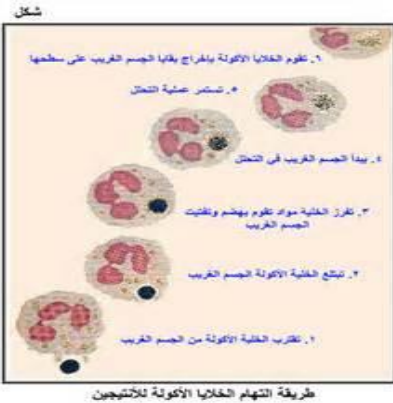 شكل
٦. تقوم الخلايا الأكولة بإخراج بقايا الجسم الغريب على سطحها
٥. تستمر عملية التحلل
٤. يبدأ الجسم الغريب في التحلل
٣. تفرز الخلية مواد تقوم بهضم وتفتيت
الجسم الغريب
٢. تبتلع الخلية الأكولة الجسم الغريب
١. تقترب الخلية الأكولة من الجسم الغريب
طريقة التهام الخلايا الأكولة للأنتيجين